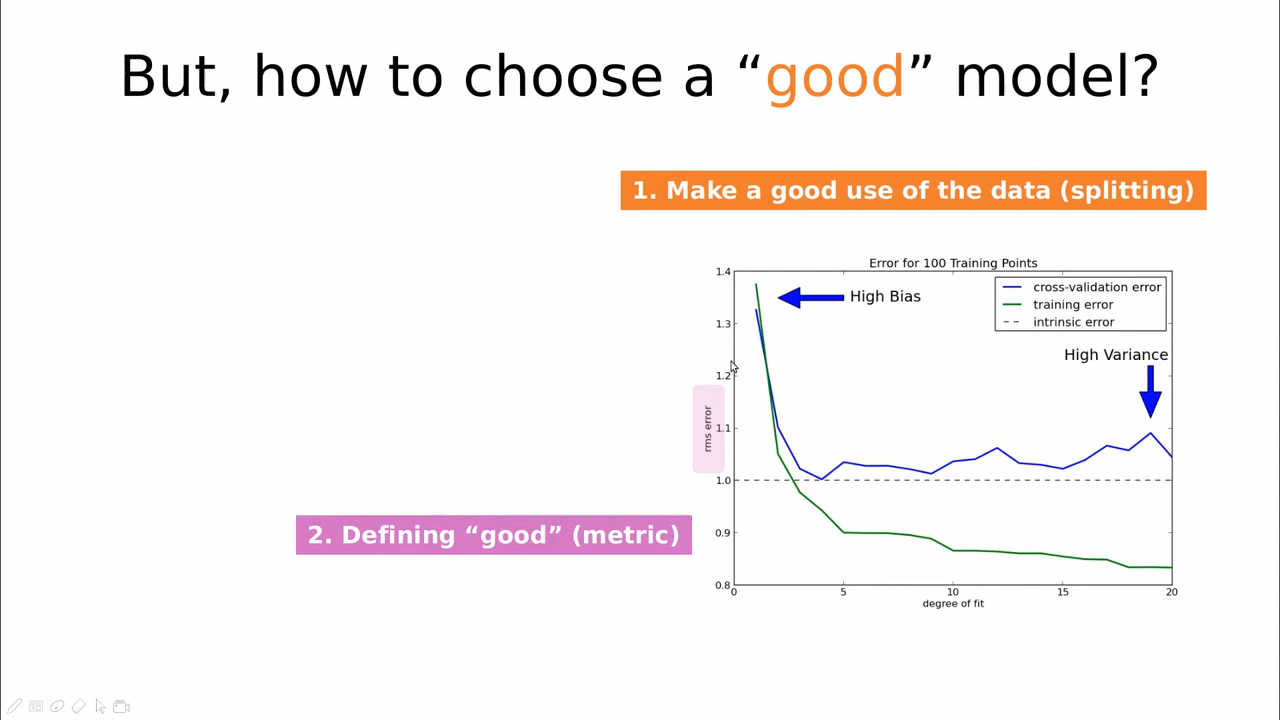 But, how to choose a “good” model?
1. Make a good use of the data (splitting)
Error for 100 Training Points
1.4
1.3
1.2
1.1
1.0
0.9
0.8
rms error
High Bias
cross-validation error
training error
intrinsic error
High Variance
2. Defining “good” (metric)
0
5
10
15
20
degree of fit